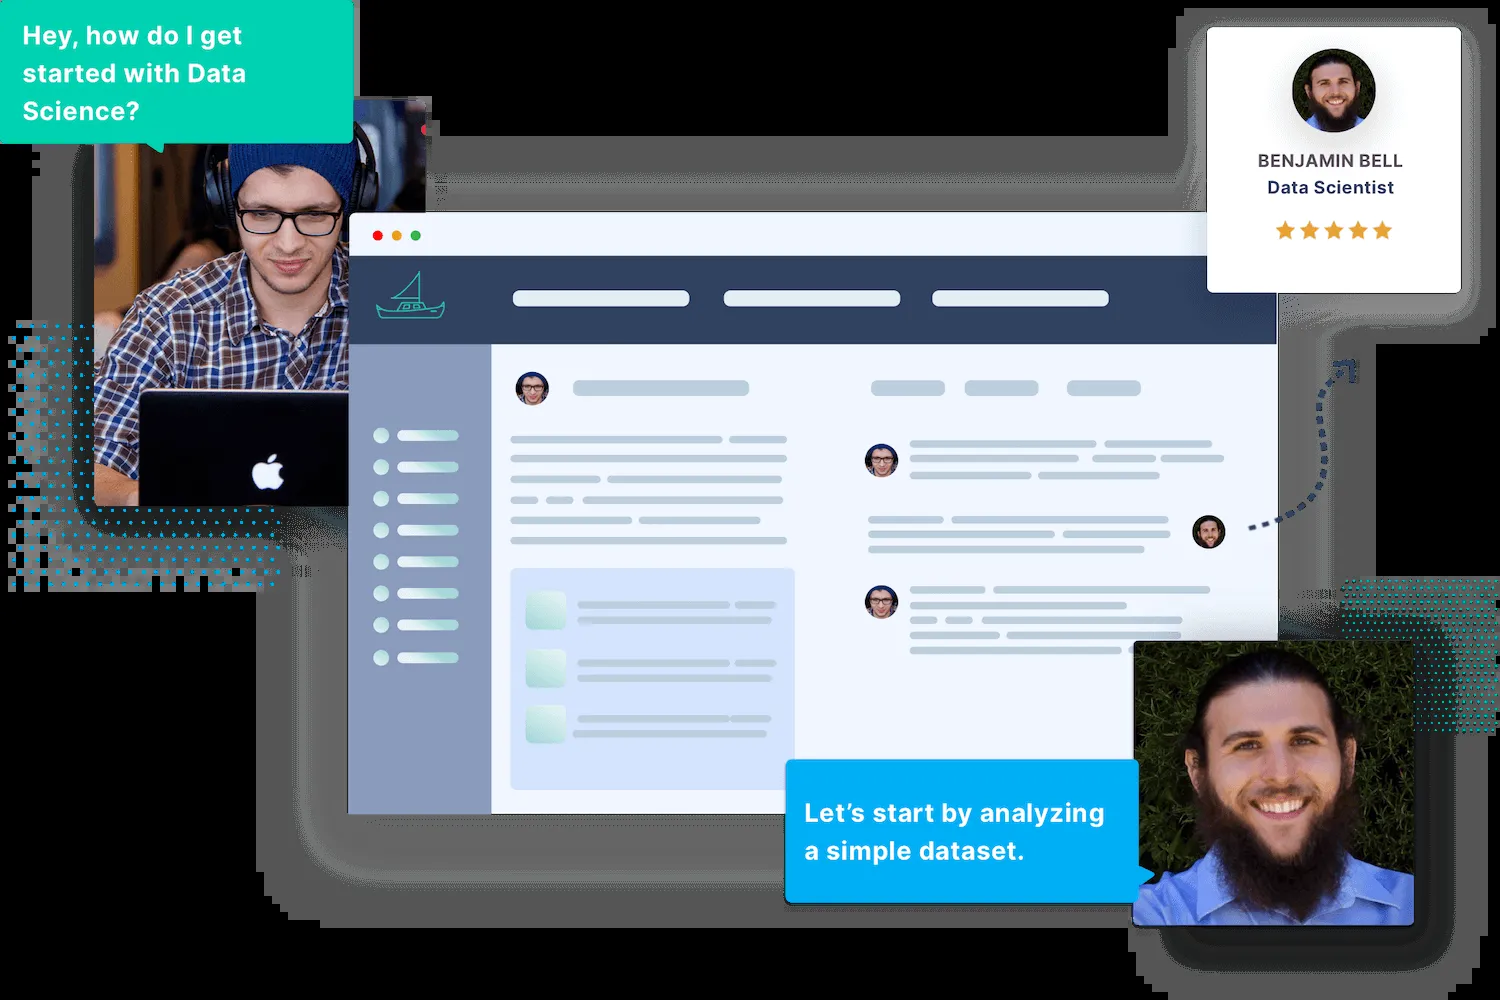 Hey, how do I get
started with Data
Science?
BENJAMIN BELL
Data Scientist
Let’s start by analyzing
a simple dataset.